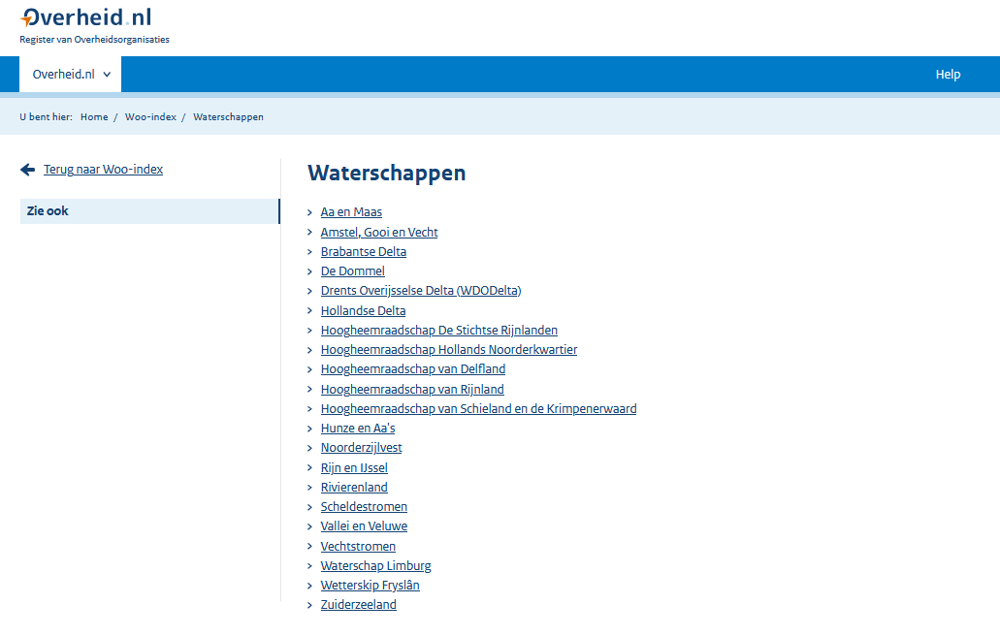 Overheid.nl
Register van Overheidsorganisaties
Overheid.nl
Help
U bent hier: Home / Woo-index / Waterschappen
Terug naar Woo-index
Zie ook
Waterschappen
Aa en Maas
Amstel, Gooi en Vecht
Brabantse Delta
De Dommel
Drents Overijsselse Delta (WDODelta)
Hollandse Delta
Hoogheemraadschap De Stichtse Rijnlanden
Hoogheemraadschap Hollands Noorderkwartier
Hoogheemraadschap van Delfland
Hoogheemraadschap van Rijnland
Hoogheemraadschap van Schieland en de Krimpenerwaard
Hunze en Aa's
Noorderzijlvest
Rijn en IJssel
Rivierenland
Scheldestromen
Vallei en Veluwe
Vechtstromen
Waterschap Limburg
Wetterskip Fryslân
Zuiderzeeland